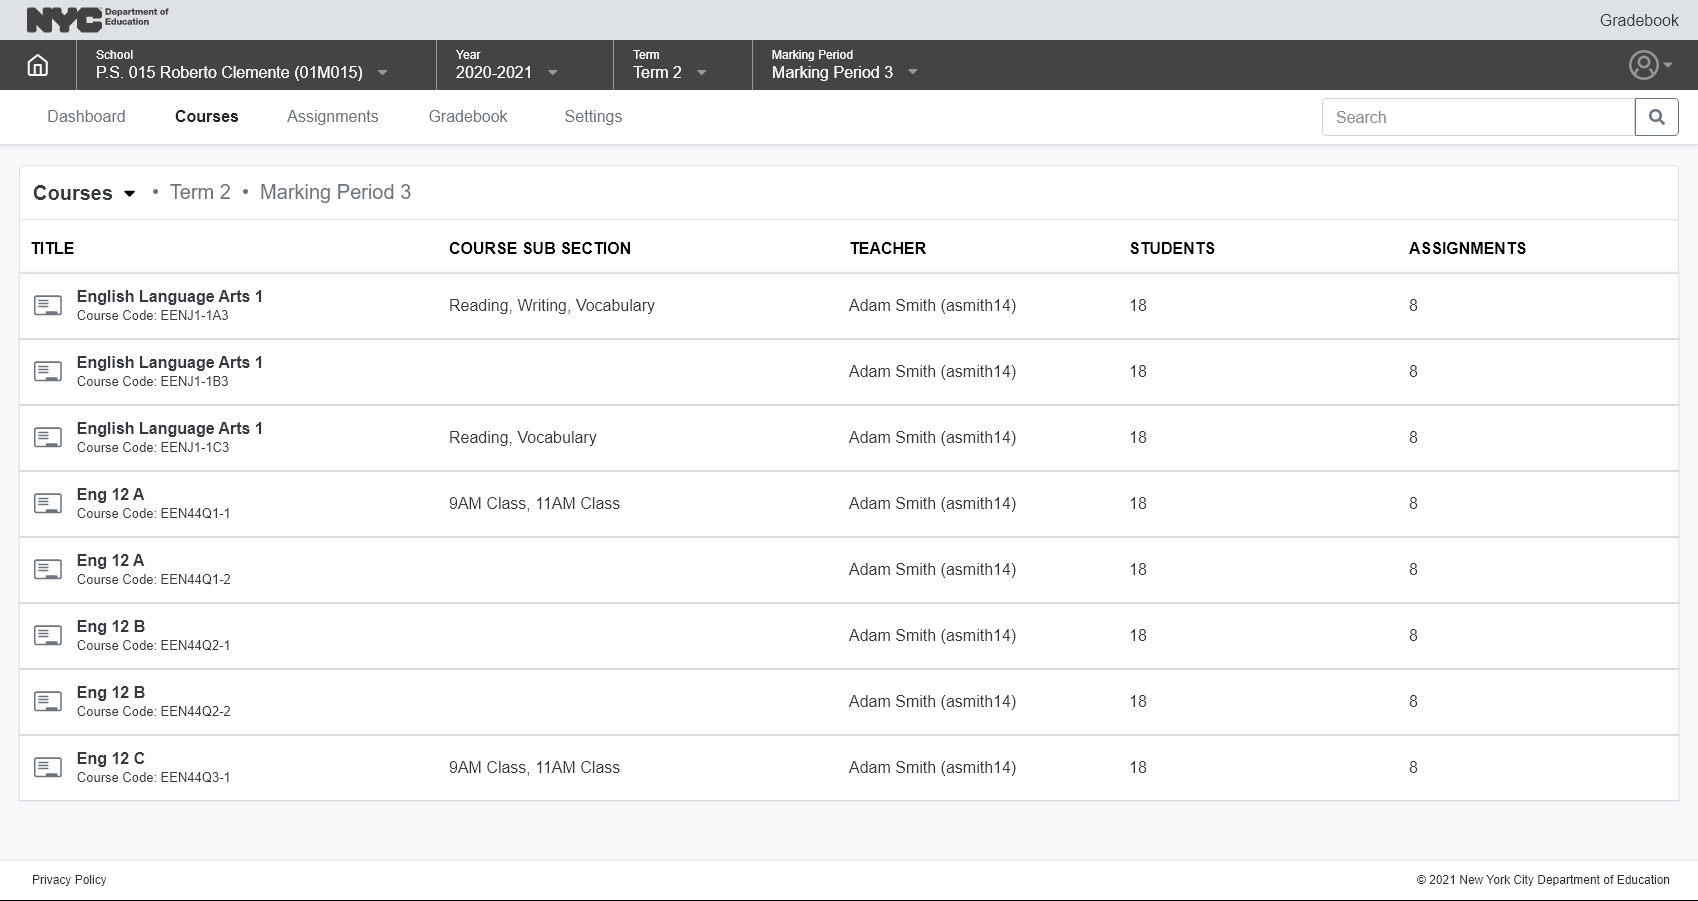 NYC Department of
Education
Gradebook
School
P.S. 015 Roberto Clemente (01M015)
Year
2020-2021
Term
Term 2
Marking Period
Marking Period 3
Dashboard Courses Assignments Gradebook Settings Search
Courses • Term 2 • Marking Period 3
TITLE COURSE SUB SECTION TEACHER STUDENTS ASSIGNMENTS
English Language Arts 1
Course Code: EENJ1-1A3
Reading, Writing, Vocabulary Adam Smith (asmith14) 18 8
English Language Arts 1
Course Code: EENJ1-1B3
Adam Smith (asmith14) 18 8
English Language Arts 1
Course Code: EENJ1-1C3
Reading, Vocabulary Adam Smith (asmith14) 18 8
Eng 12 A
Course Code: EEN44Q1-1
9AM Class, 11AM Class Adam Smith (asmith14) 18 8
Eng 12 A
Course Code: EEN44Q1-2
Adam Smith (asmith14) 18 8
Eng 12 B
Course Code: EEN44Q2-1
Adam Smith (asmith14) 18 8
Eng 12 B
Course Code: EEN44Q2-2
Adam Smith (asmith14) 18 8
Eng 12 C
Course Code: EEN44Q3-1
9AM Class, 11AM Class Adam Smith (asmith14) 18 8
Privacy Policy © 2021 New York City Department of Education